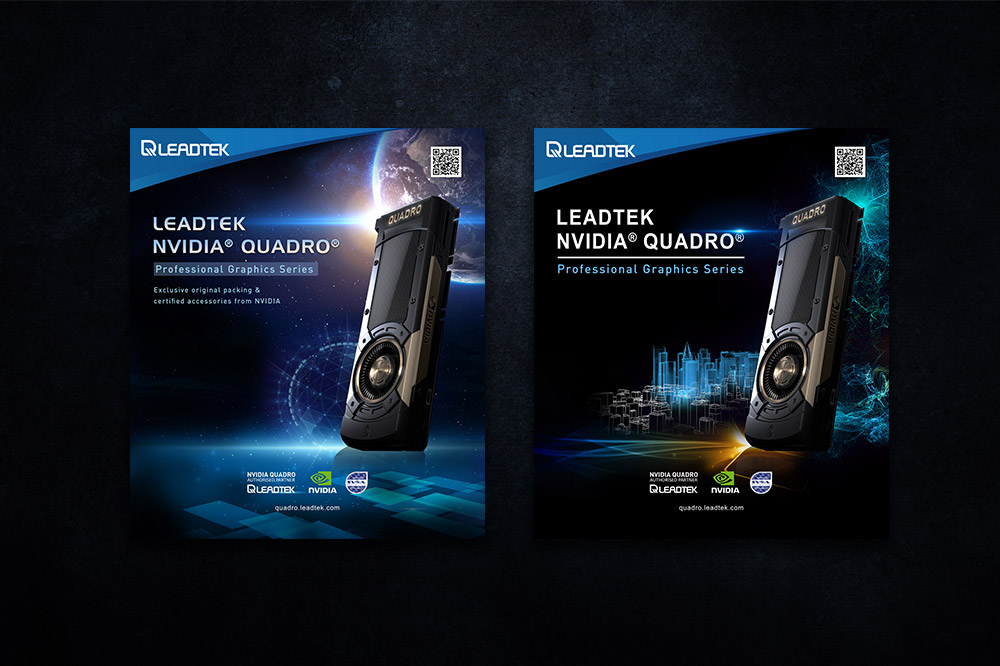 LEADTEK
QUADRO
LEADTEK
NVIDIA® QUADRO®
Professional Graphics Series
Exclusive original packing &
certified accessories from NVIDIA
QUADRO
NVIDIA QUADRO
AUTHORISED PARTNER
LEADTEK
NVIDIA
quadro.leadtek.com
LEADTEK
QUADRO
LEADTEK
NVIDIA® QUADRO®
Professional Graphics Series
QUADRO
NVIDIA QUADRO
AUTHORISED PARTNER
LEADTEK
NVIDIA
quadro.leadtek.com